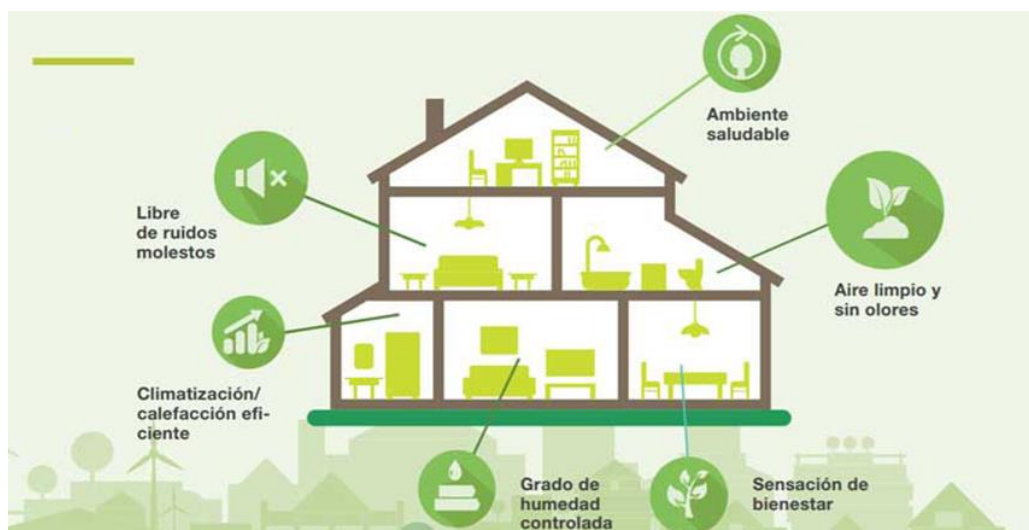 Ambiente
saludable
Libre
de ruidos
molestos
Aire limpio y
sin olores
Climatización/
calefacción efi-
ciente
Grado de
humedad
controlada
Sensación de
bienestar